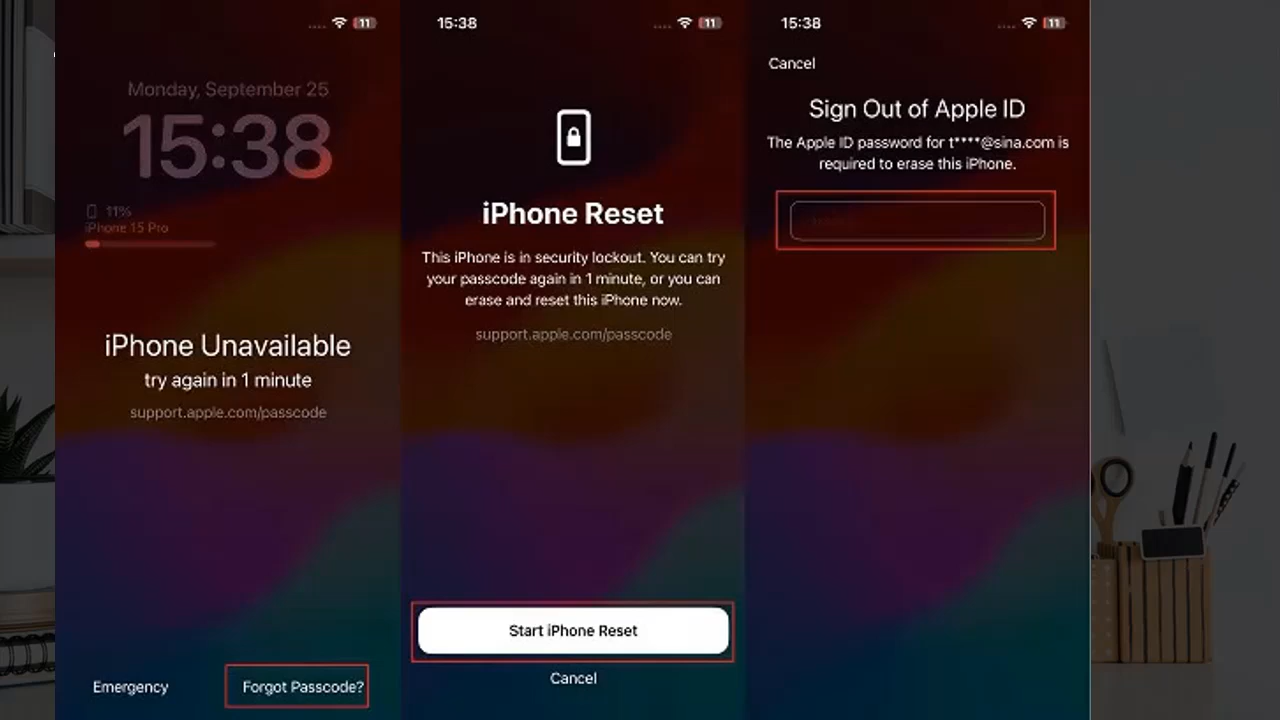 11
Monday, September 25
15:38
11%
iPhone 15 Pro
iPhone Unavailable
try again in 1 minute
support.apple.com/passcode
Emergency
Forgot Passcode?
15:38
11
iPhone Reset
This iPhone is in security lockout. You can try
your passcode again in 1 minute, or you can
erase and reset this iPhone now.
support.apple.com/passcode
Start iPhone Reset
Cancel
15:38
11
Cancel
Sign Out of Apple ID
The Apple ID password for t****@sina.com is
required to erase this iPhone.